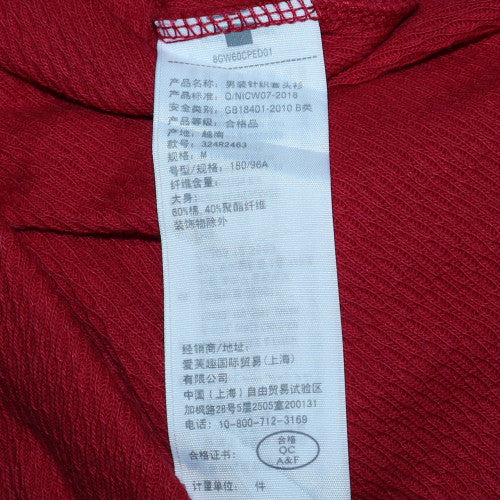 8GW60CPED01
产品名称: 男装针织套头衫
产品标准: Q/NICW07-2018
安全类别: GB18401-2010 B类
产品等级: 合格品
产地: 越南
款号: 32482463
规格: M
号型/规格: 180/96A
纤维含量:
大身:
60%棉, 40%聚酯纤维
装饰物除外
经销商/地址:
爱芙趣国际贸易(上海)
有限公司
中国(上海)自由贸易试验区
加枫路28号5层2505室200131
电话: 10-800-712-3169
合格证书:
合格
QC
A&F
计量单位: 件